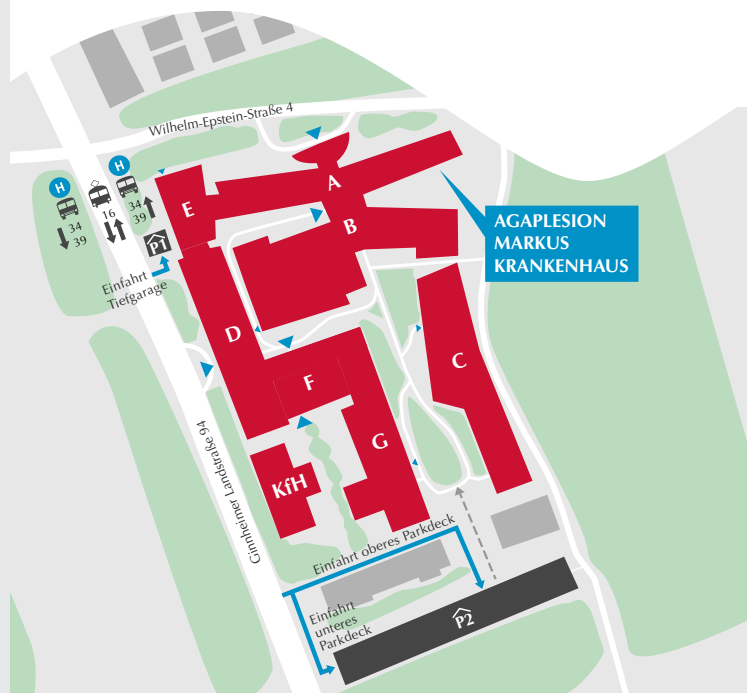 Wilhelm-Epstein-Straße 4
H
H
34
39
16
34
39
P1
Einfahrt
Tiefgarage
E
A
B
AGAPLESION
MARKUS
KRANKENHAUS
D
C
F
G
KfH
Ginnheimer Landstraße 94
Einfahrt oberes Parkdeck
Einfahrt
unteres
Parkdeck
P2